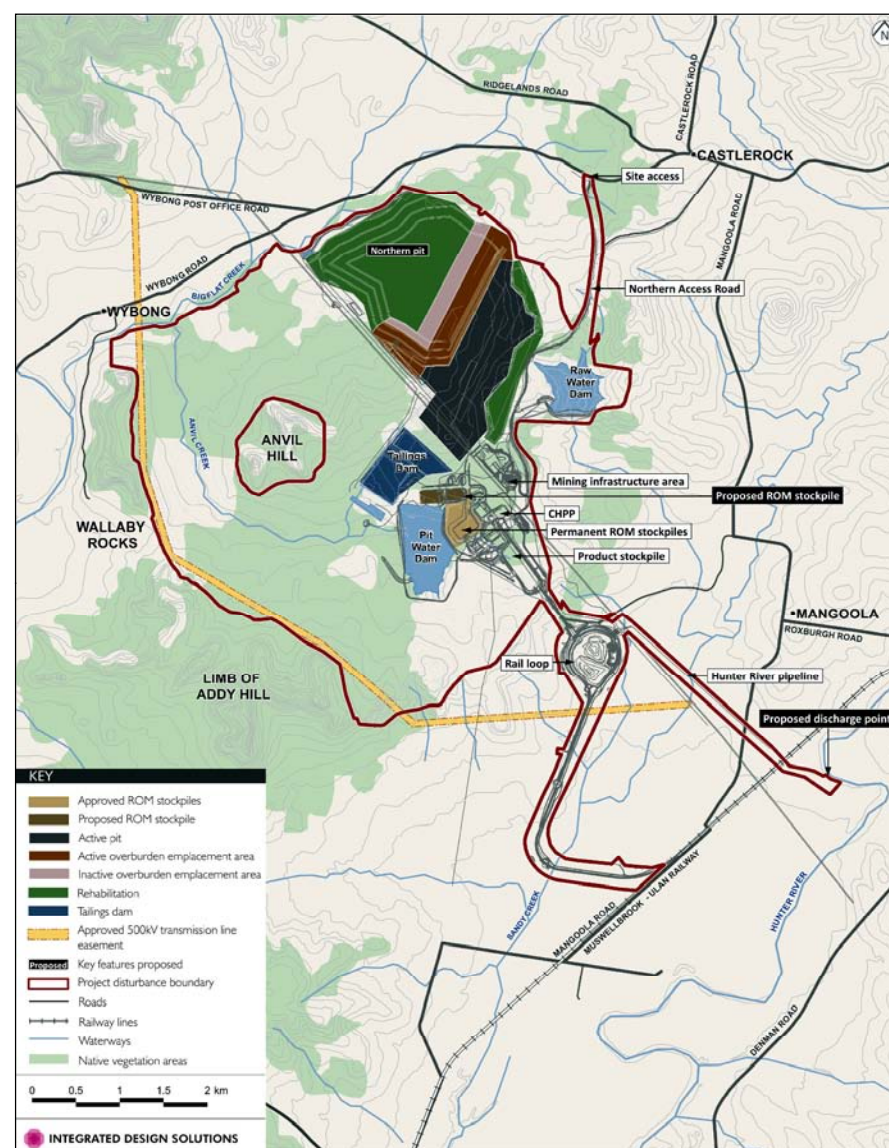 N
RIDGELANDS ROAD
CASTLEROCK ROAD
CASTLEROCK
Site access
WYBONG POST OFFICE ROAD
MANGOOLA ROAD
Northern pit
WYBONG ROAD
BIGFLAT CREEK
Northern Access Road
WYBONG
Raw
Water
Dam
ANVIL CREEK
ANVIL
HILL
Tailings
Dam
Mining infrastructure area
Proposed ROM stockpile
CHPP
WALLABY
ROCKS
Permanent ROM stockpiles
Pit
Water
Dam
Product stockpile
MANGOOLA
ROXBURGH ROAD
Rail loop
Hunter River pipeline
LIMB OF
ADDY HILL
Proposed discharge point
KEY
Approved ROM stockpiles
Proposed ROM stockpile
Active pit
Active overburden emplacement area
Inactive overburden emplacement area
Rehabilitation
Tailings dam
Approved 500kV transmission line
easement
Proposed Key features proposed
Project disturbance boundary
Roads
Railway lines
Waterways
Native vegetation areas
0 0.5 1 1.5 2 km
INTEGRATED DESIGN SOLUTIONS
SANDY CREEK
MANGOOLA ROAD
MUSWELLBROOK - ULAN RAILWAY
HUNTER RIVER
DENMAN ROAD